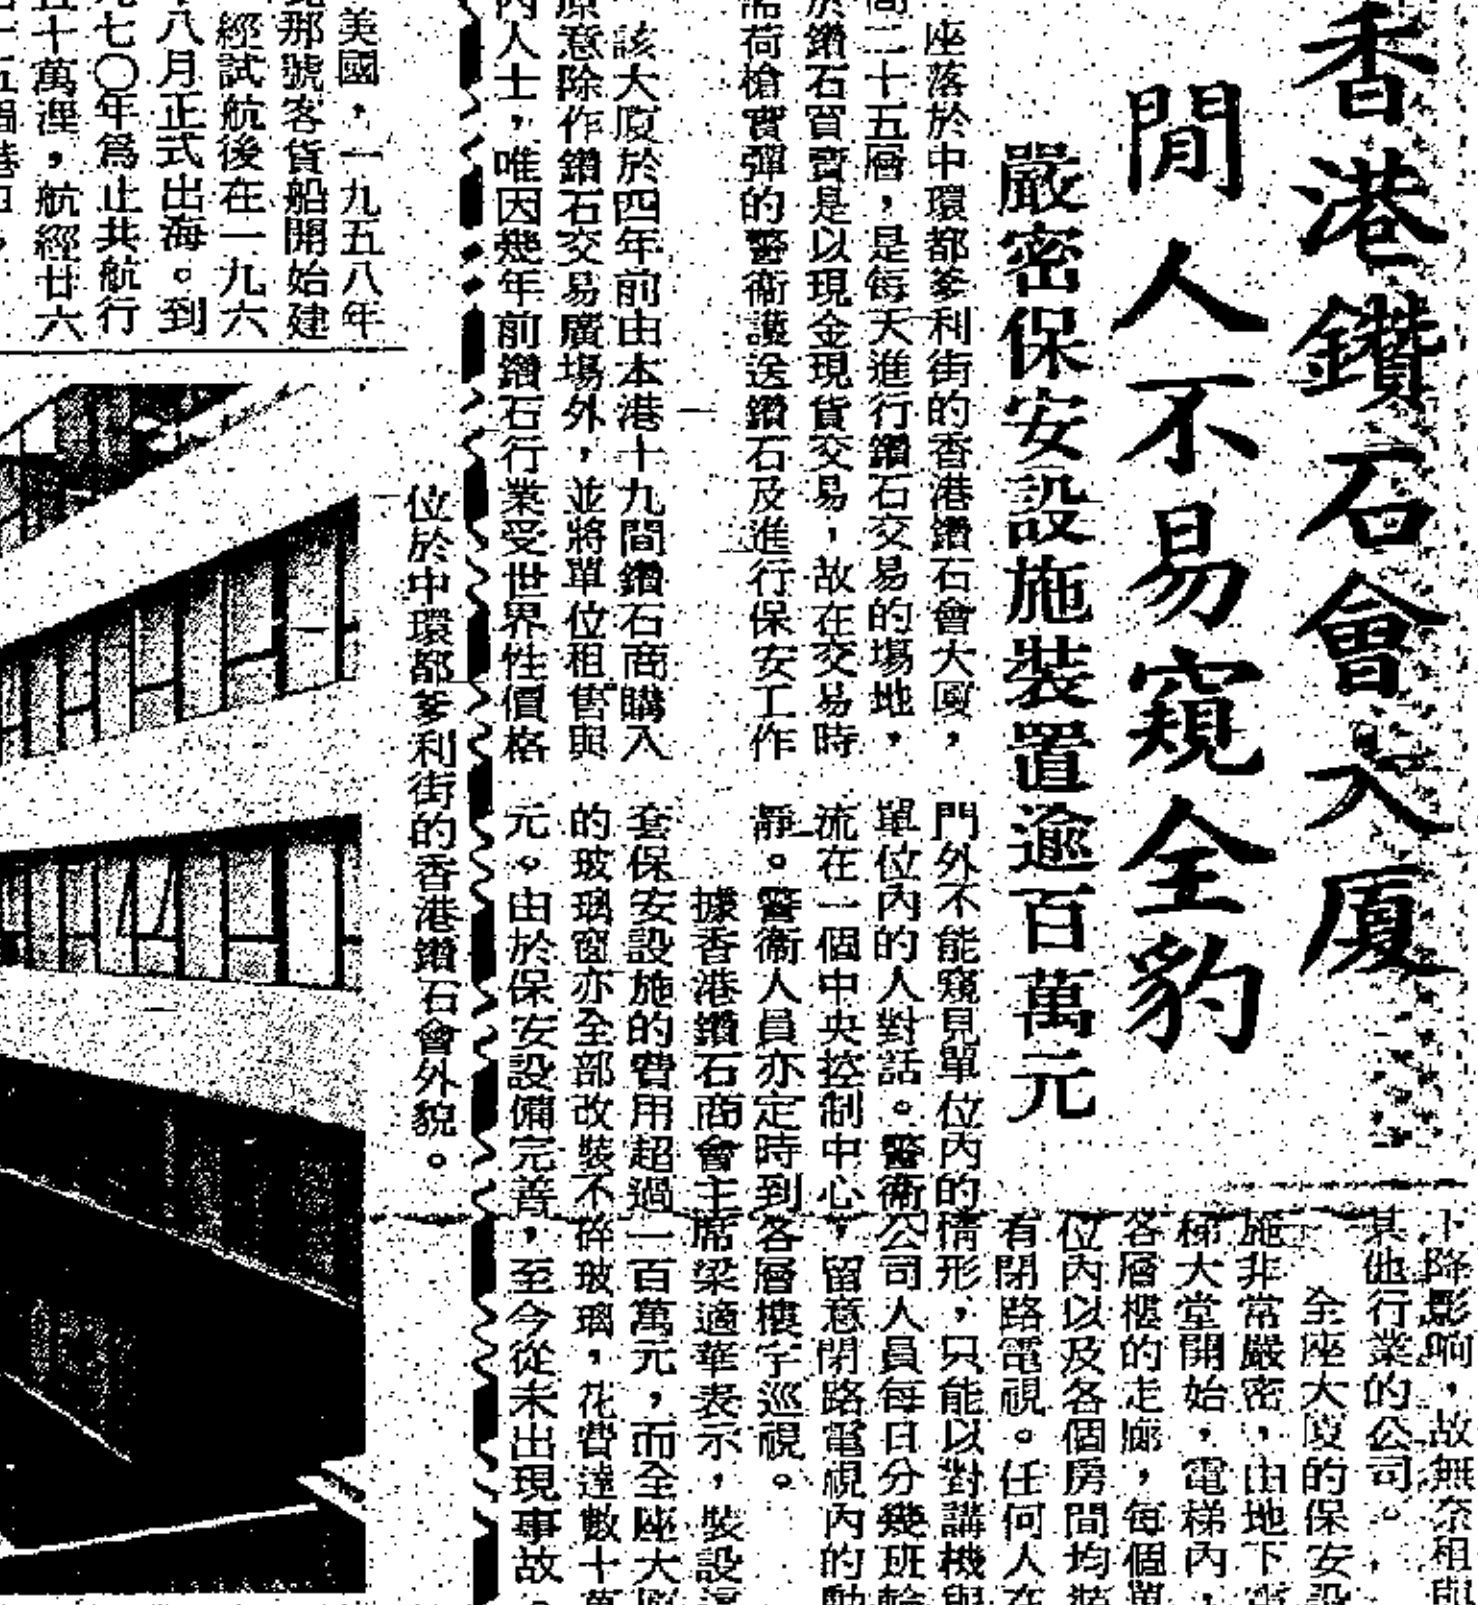 香港鑽石會大廈
閒人不易窺全豹
嚴密保安設施裝置逾百萬元
座落於中環都爹利街的香港鑽石會大廈，
高二十五層，是每天進行鑽石交易的場地，
於鑽石買賣是以現金現貨交易，故在交易時
需荷槍實彈的警衞護送鑽石及進行保安工作
該大廈於四年前由本港十九間鑽石商購入
原意除作鑽石交易廣場外，並將單位租售與
內人士，唯因幾年前鑽石行業受世界性價格
下降影响，故無奈租與
其他行業的公司。
全座大廈的保安設
施非常嚴密，由地下電
梯大堂開始，電梯內，
各層樓的走廊，每個單
位內以及各個房間均裝
有閉路電視。任何人在
門外不能窺見單位內的情形，只能以對講機與
單位內的人對話。警衞公司人員每日分幾班輪
流在一個中央控制中心，留意閉路電視內的動
靜。警衞人員亦定時到各層樓宇巡視。
據香港鑽石商會主席梁適華表示，裝設這
套保安設施的費用超過一百萬元，而全座大廈
的玻璃窗亦全部改裝不碎玻璃，花費達數十萬
元。由於保安設備完善，至今從未出現事故。
位於中環都爹利街的香港鑽石會外貌。
美國，一九五八年
那號客貨船開始建
經試航後在一九六
八月正式出海。到
七〇年爲止共航行
十萬浬，航經廿六
十五個港口，